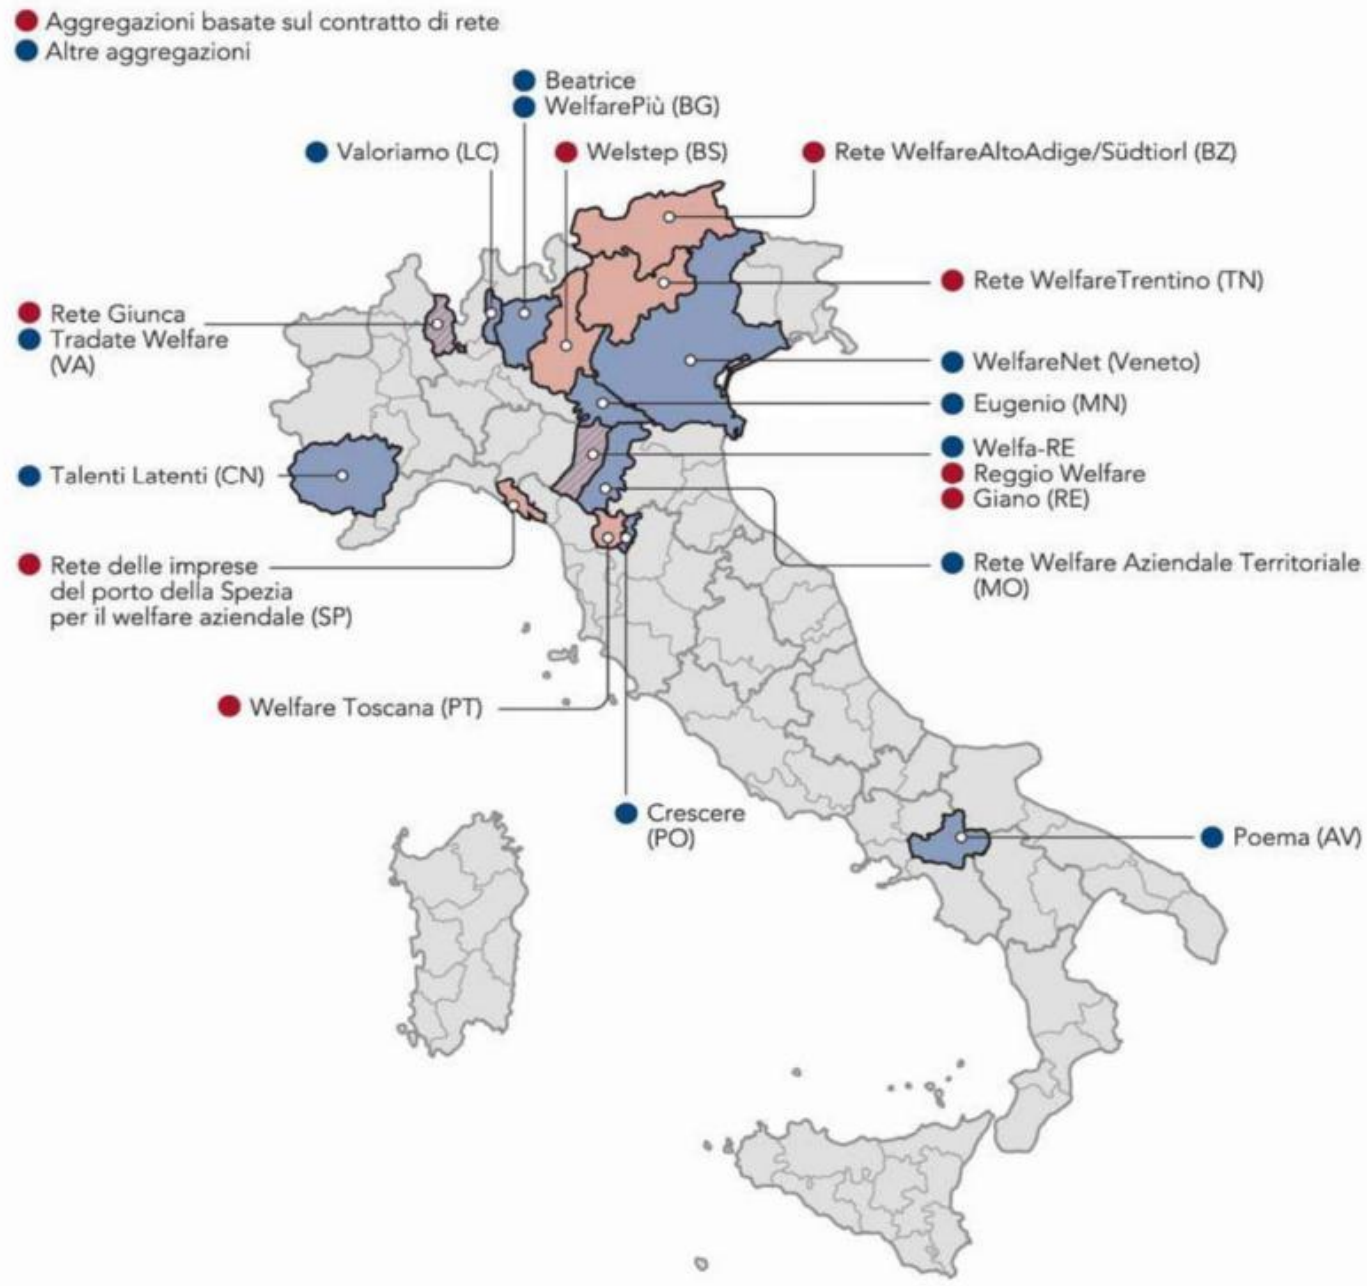 Aggregazioni basate sul contratto di rete
Altre aggregazioni
Beatrice
WelfarePiù (BG)
Valoriamo (LC)
Welstep (BS)
Rete WelfareAltoAdige/Südtiorl (BZ)
Rete WelfareTrentino (TN)
Rete Giunca
Tradate Welfare
(VA)
WelfareNet (Veneto)
Eugenio (MN)
Welfa-RE
Reggio Welfare
Giano (RE)
Talenti Latenti (CN)
Rete Welfare Aziendale Territoriale
(MO)
Rete delle imprese
del porto della Spezia
per il welfare aziendale (SP)
Welfare Toscana (PT)
Crescere
(PO)
Poema (AV)